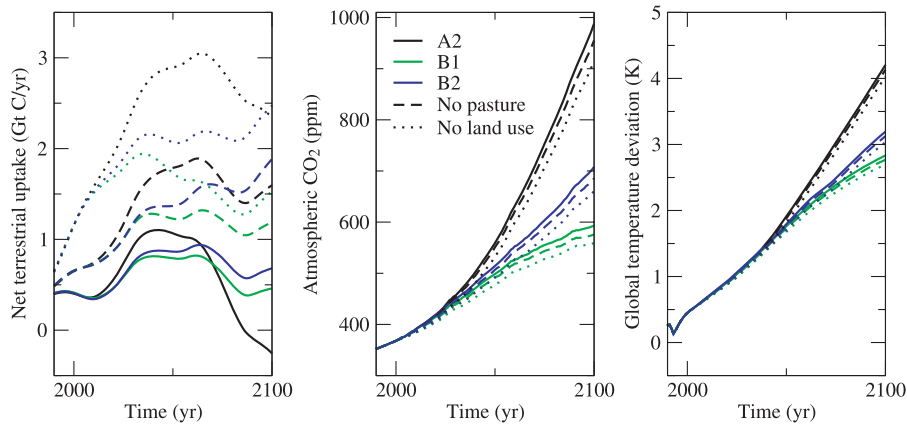 Net terrestrial uptake (Gt C/yr)
3
2
1
0
2000
2100
Time (yr)
Atmospheric CO2 (ppm)
1000
800
600
400
A2
B1
B2
No pasture
No land use
2000
2100
Time (yr)
Global temperature deviation (K)
5
4
3
2
1
0
2000
2100
Time (yr)